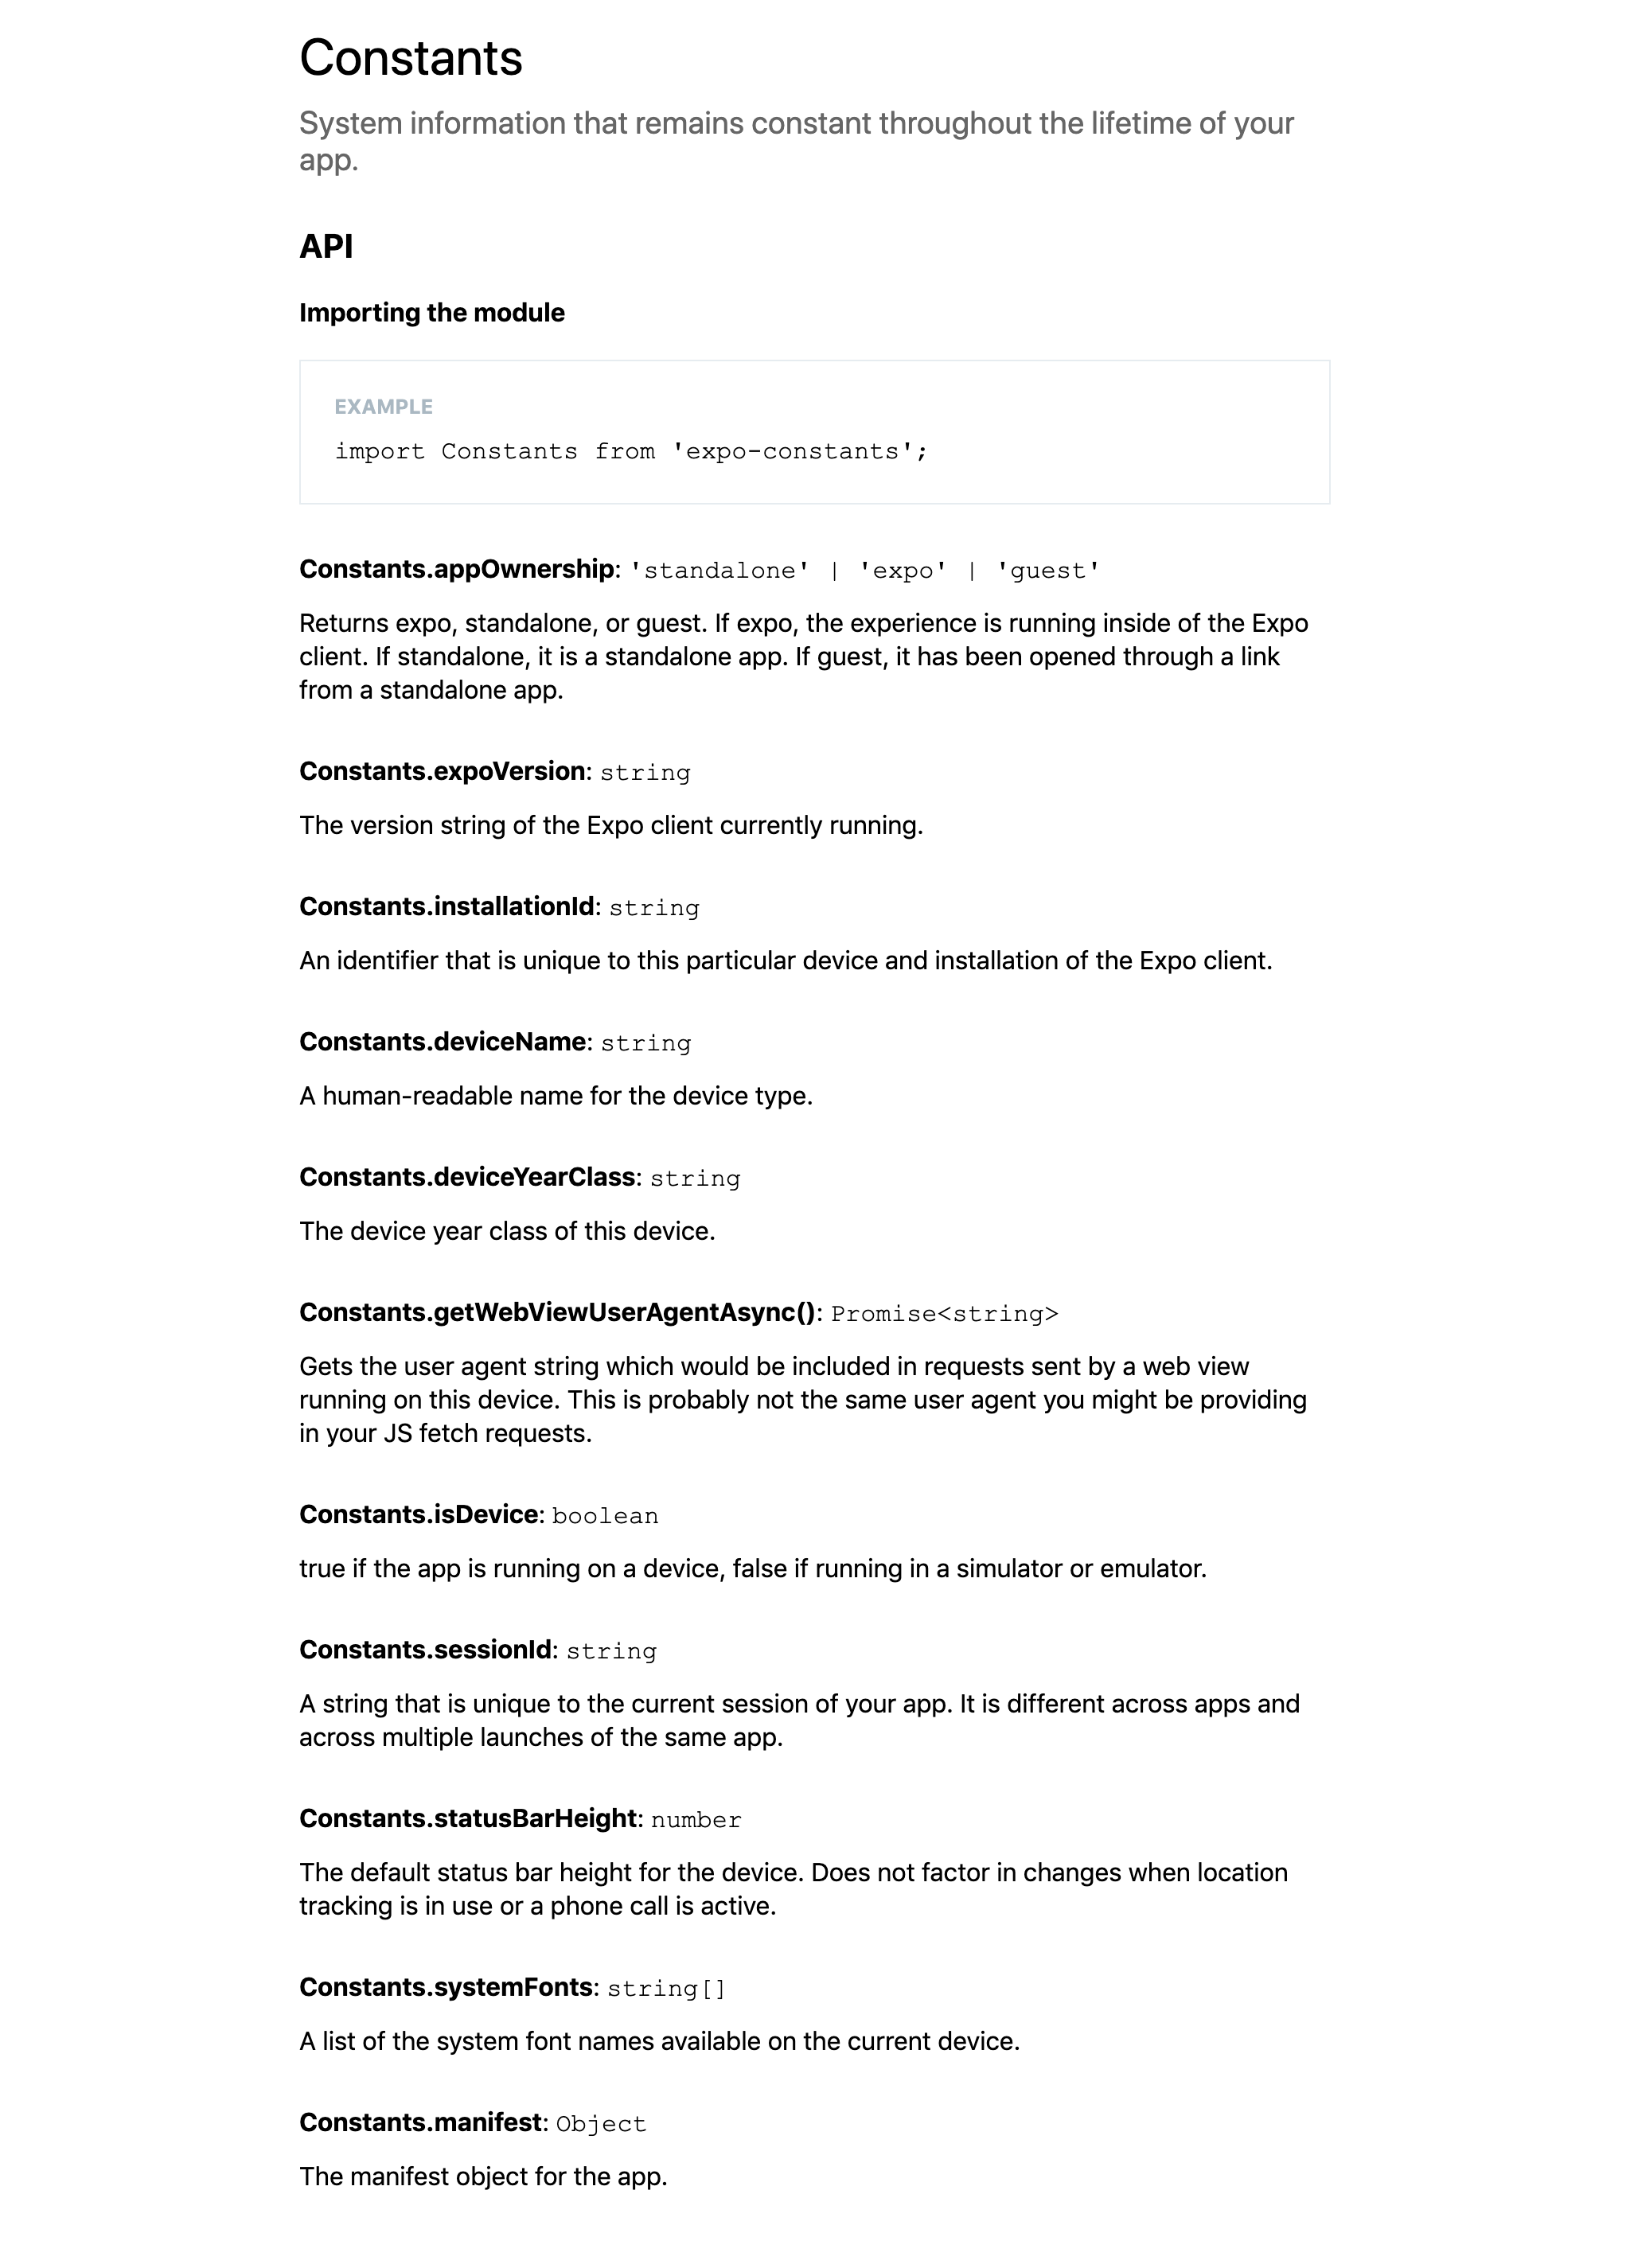 Constants
System information that remains constant throughout the lifetime of your
app.
API
Importing the module
EXAMPLE
import Constants from 'expo-constants';
Constants.appOwnership: 'standalone' | 'expo' | 'guest'
Returns expo, standalone, or guest. If expo, the experience is running inside of the Expo
client. If standalone, it is a standalone app. If guest, it has been opened through a link
from a standalone app.
Constants.expoVersion: string
The version string of the Expo client currently running.
Constants.installationId: string
An identifier that is unique to this particular device and installation of the Expo client.
Constants.deviceName: string
A human-readable name for the device type.
Constants.deviceYearClass: string
The device year class of this device.
Constants.getWebViewUserAgentAsync(): Promise<string>
Gets the user agent string which would be included in requests sent by a web view
running on this device. This is probably not the same user agent you might be providing
in your JS fetch requests.
Constants.isDevice: boolean
true if the app is running on a device, false if running in a simulator or emulator.
Constants.sessionId: string
A string that is unique to the current session of your app. It is different across apps and
across multiple launches of the same app.
Constants.statusBarHeight: number
The default status bar height for the device. Does not factor in changes when location
tracking is in use or a phone call is active.
Constants.systemFonts: string[]
A list of the system font names available on the current device.
Constants.manifest: Object
The manifest object for the app.